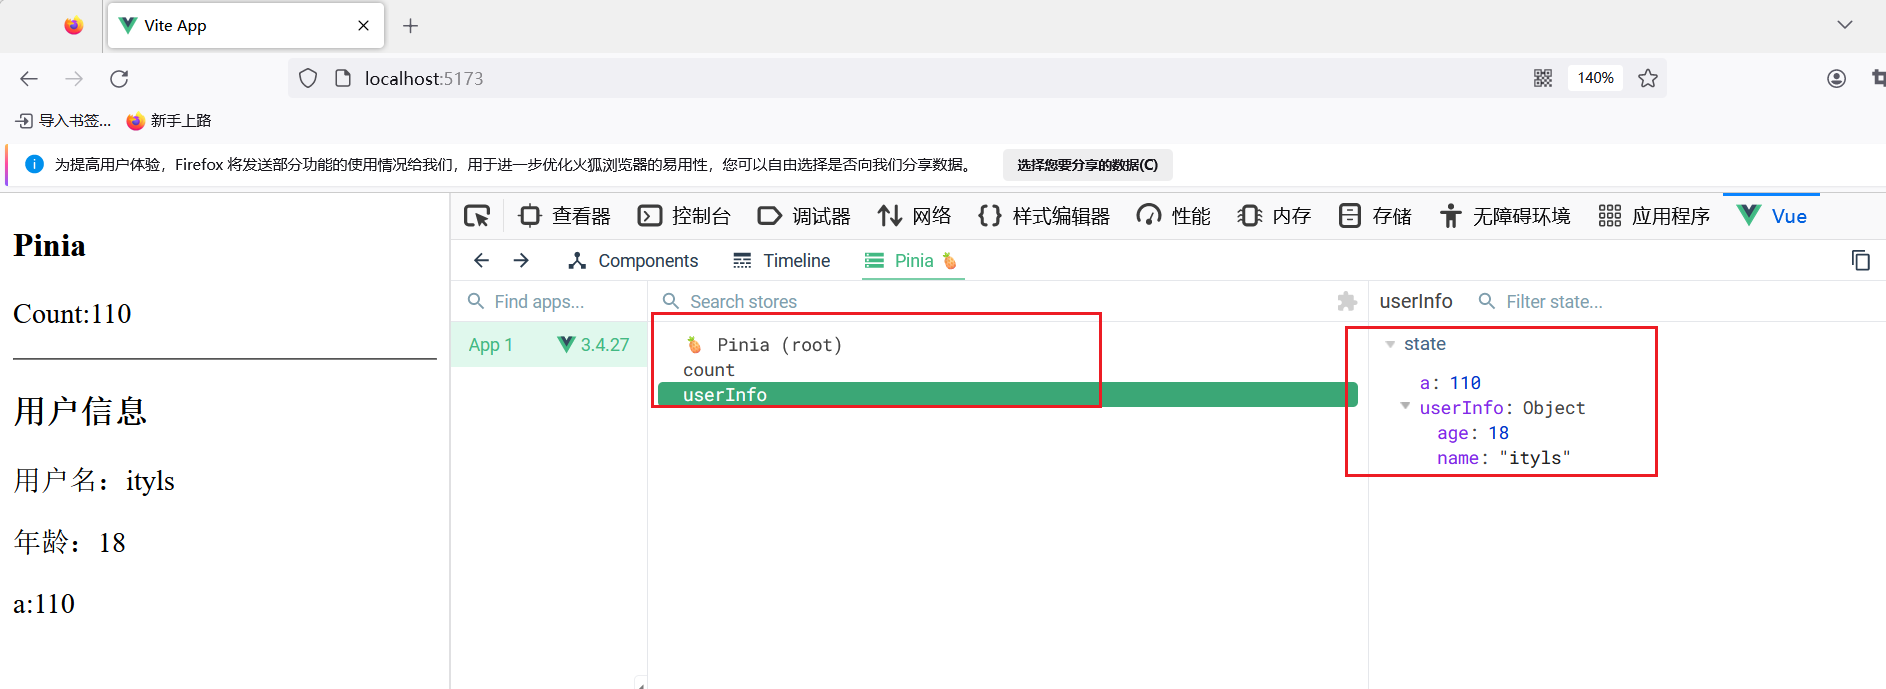 Vite App
localhost:5173
140%
导入书签...
新手上路
为提高用户体验，Firefox 将发送部分功能的使用情况给我们，用于进一步优化火狐浏览器的易用性，您可以自由选择是否向我们分享数据。
选择您要分享的数据(C)
Pinia
Count:110
用户信息
用户名：ityls
年龄：18
a:110
查看器
控制台
调试器
网络
样式编辑器
性能
内存
存储
无障碍环境
应用程序
Vue
Components
Timeline
Pinia 🍍
Find apps...
App 1
3.4.27
Search stores
🍍 Pinia (root)
count
userInfo
userInfo
Filter state...
state
a: 110
userInfo: Object
age: 18
name: "ityls"